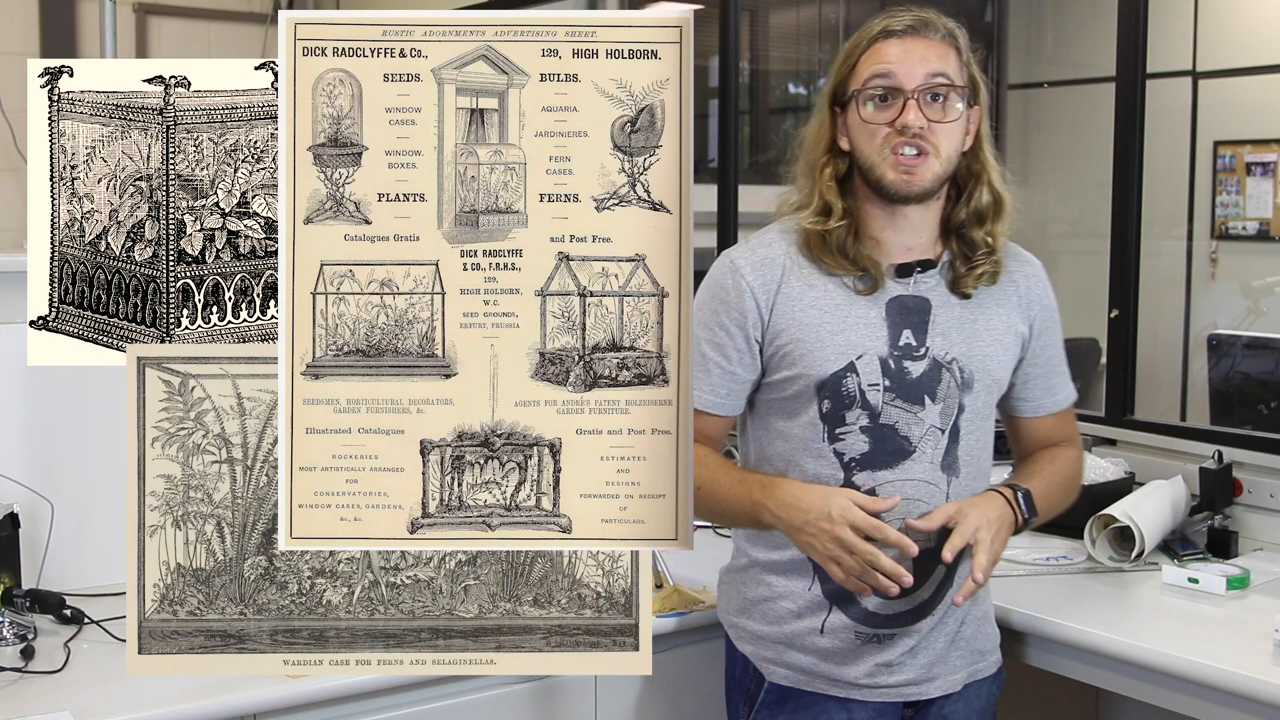 RUSTIC ADORNMENTS ADVERTISING SHEET.
DICK RADCLYFFE & Co.,
129, HIGH HOLBORN.
SEEDS.
WINDOW
CASES.
WINDOW.
BOXES.
PLANTS.
BULBS.
AQUARIA.
JARDINIERES.
FERN
CASES.
FERNS.
Catalogues Gratis
and Post Free.
DICK RADCLYFFE
& CO., F.R.H.S.,
129,
HIGH HOLBORN,
W.C.
SEED GROUNDS,
ERFURT, PRUSSIA
SEEDSMEN, HORTICULTURAL DECORATORS,
GARDEN FURNISHERS, &c.
AGENTS FOR ANDRÉ'S PATENT HOLZEISERNE
GARDEN FURNITURE.
Illustrated Catalogues
Gratis and Post Free.
ROCKERIES
MOST ARTISTICALLY ARRANGED
FOR
CONSERVATORIES,
WINDOW CASES, GARDENS,
&c., &c.
ESTIMATES
AND
DESIGNS
FORWARDED ON RECEIPT
OF
PARTICULARS.
WARDIAN CASE FOR FERNS AND SELAGINELLAS.
A